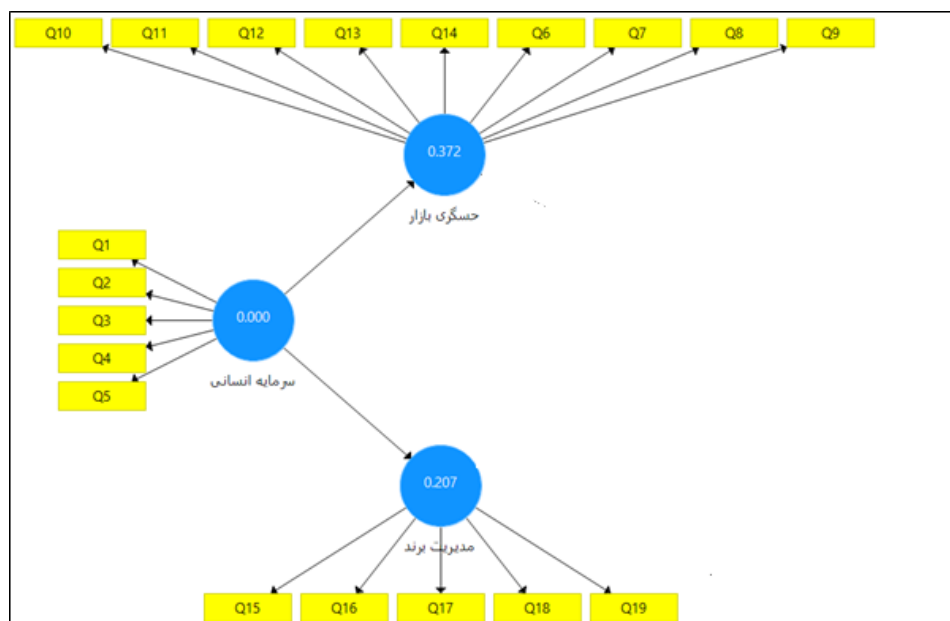 Q10 Q11 Q12 Q13 Q14 Q6 Q7 Q8 Q9
0.372
حسگری بازار
Q1
Q2
Q3
Q4
Q5
0.000
سرمایه انسانی
0.207
مدیریت برند
Q15 Q16 Q17 Q18 Q19